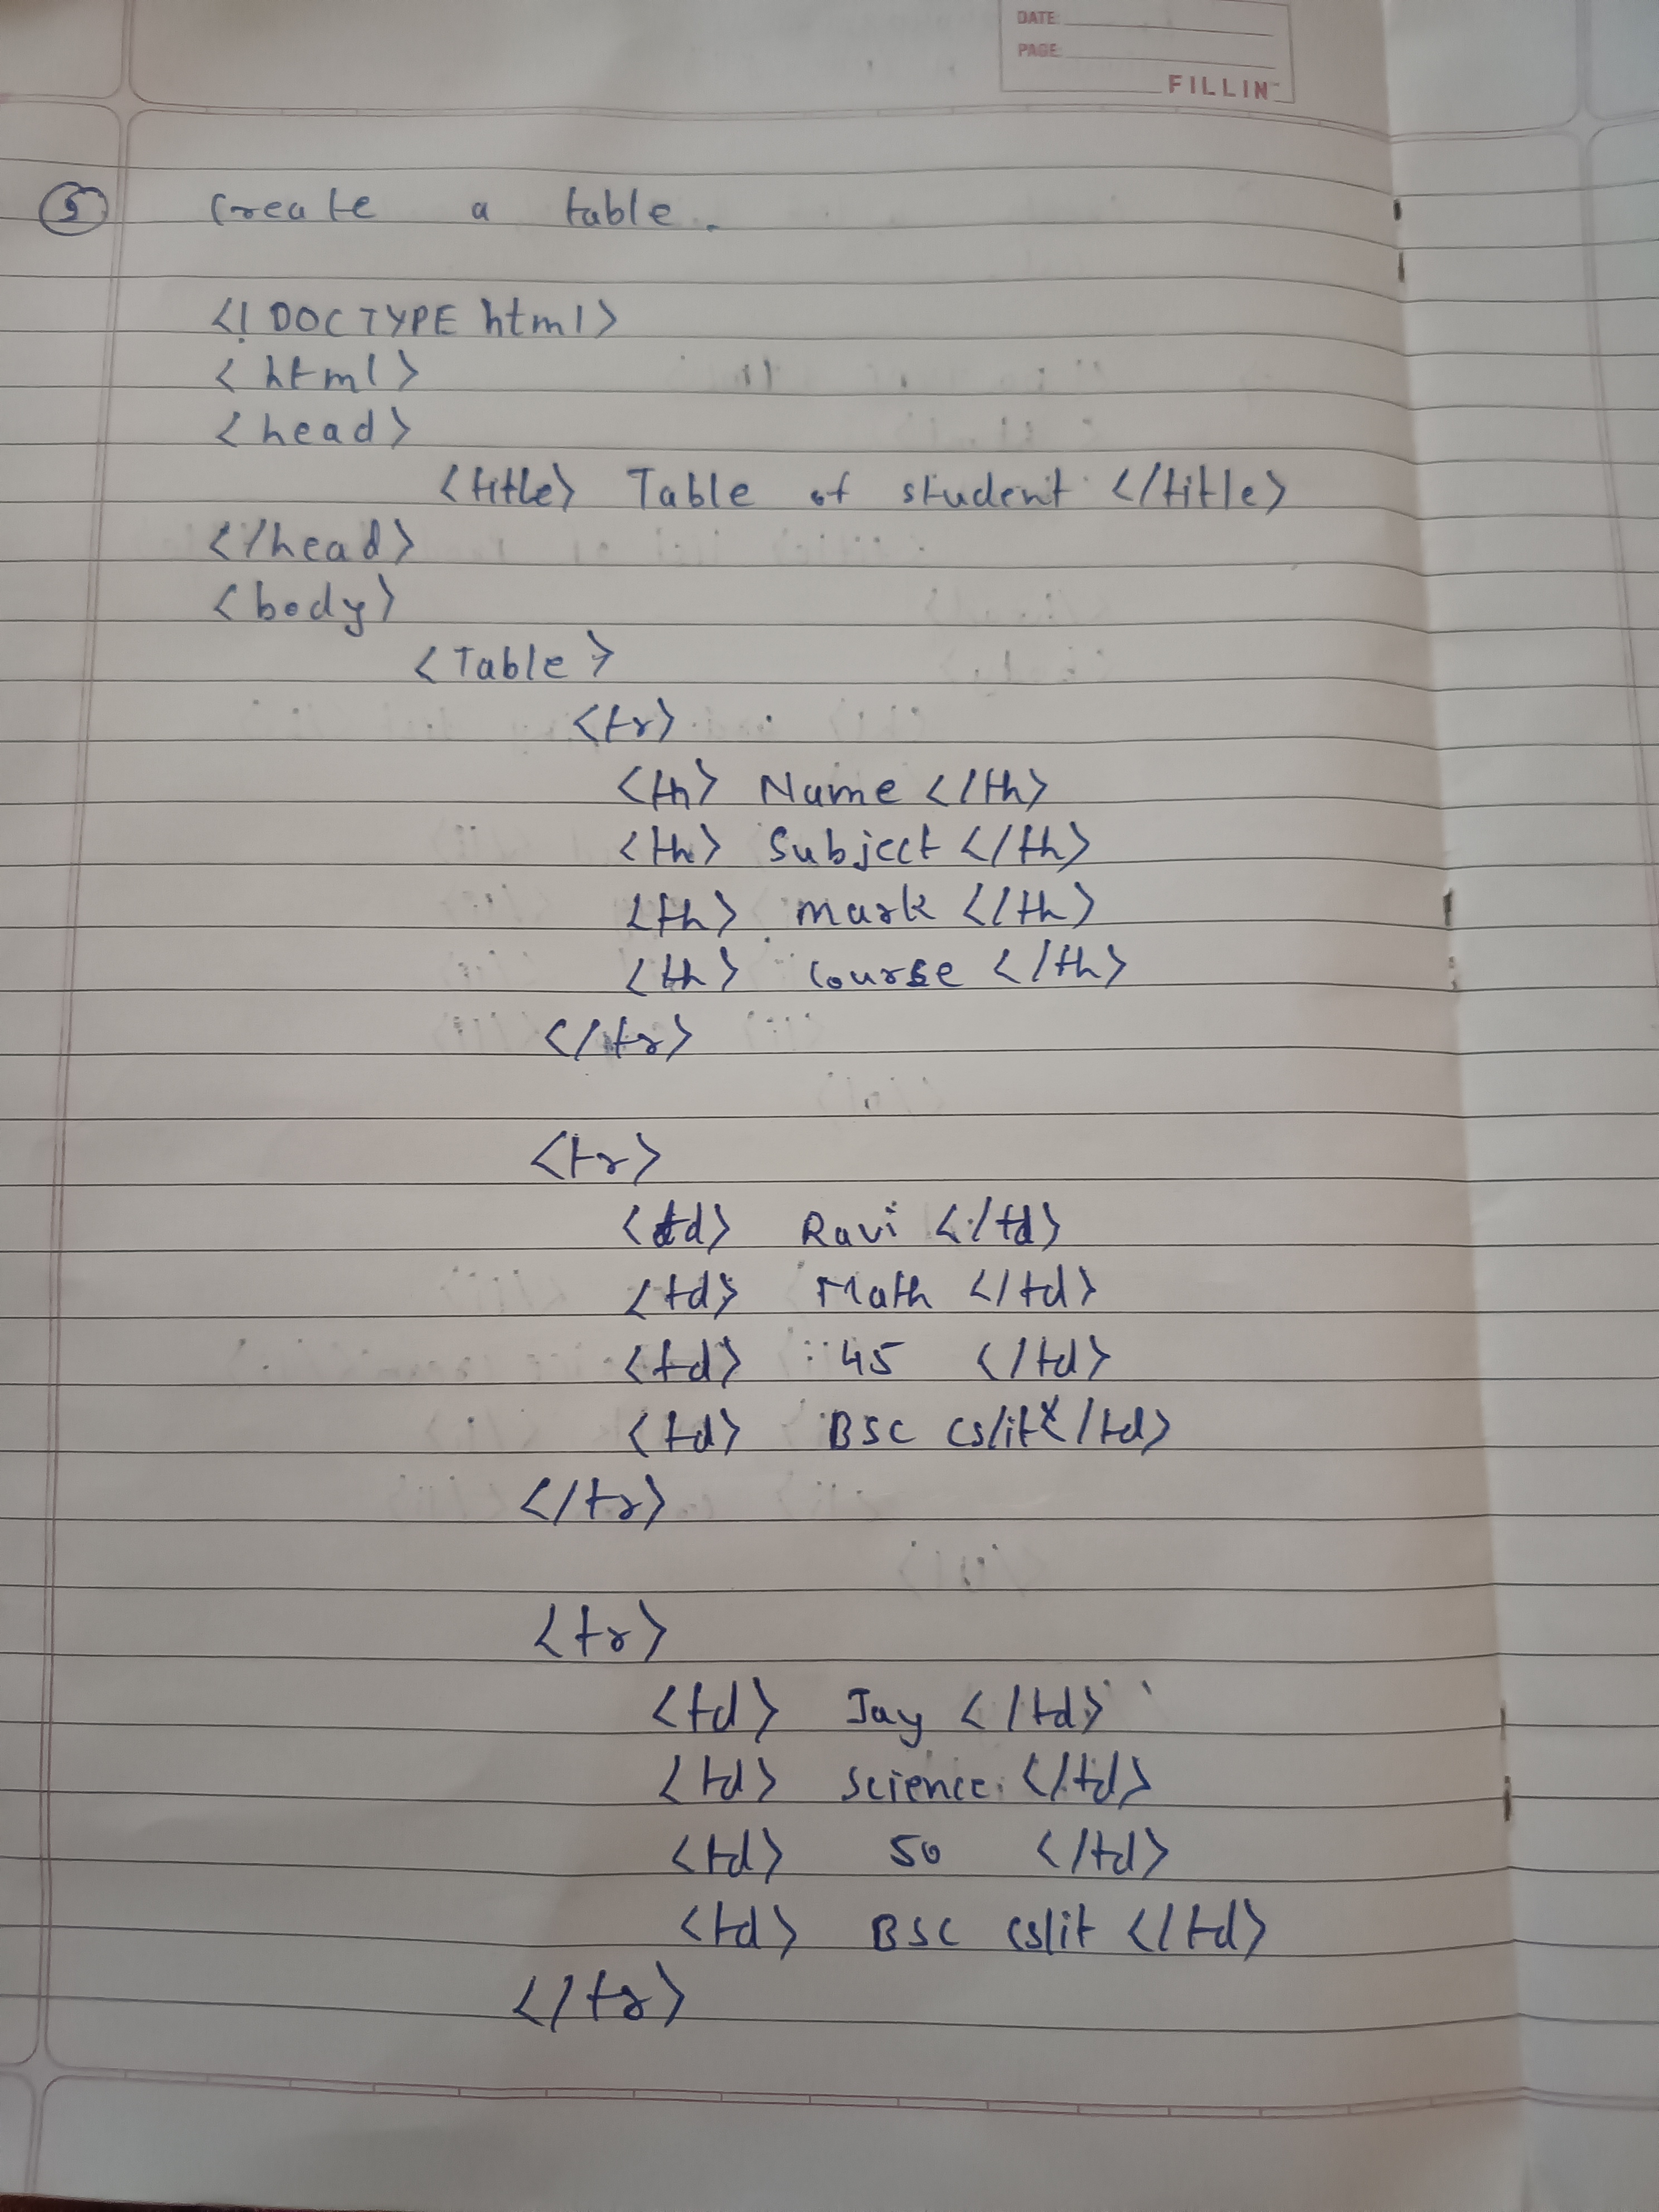 DATE:
PAGE:
FILLIN
5 Create a table.
<!DOCTYPE html>
<html>
<head>
<title> Table of student </title>
</head>
<body>
<Table>
<tr>
<th> Name </th>
<th> Subject </th>
<th> mark </th>
<th> Course </th>
</tr>
<tr>
<td> Ravi </td>
<td> Math </td>
<td> 45 </td>
<td> BSC cs/it </td>
</tr>
<tr>
<td> Jay </td>
<td> Science </td>
<td> 50 </td>
<td> BSC cs/it </td>
</tr>